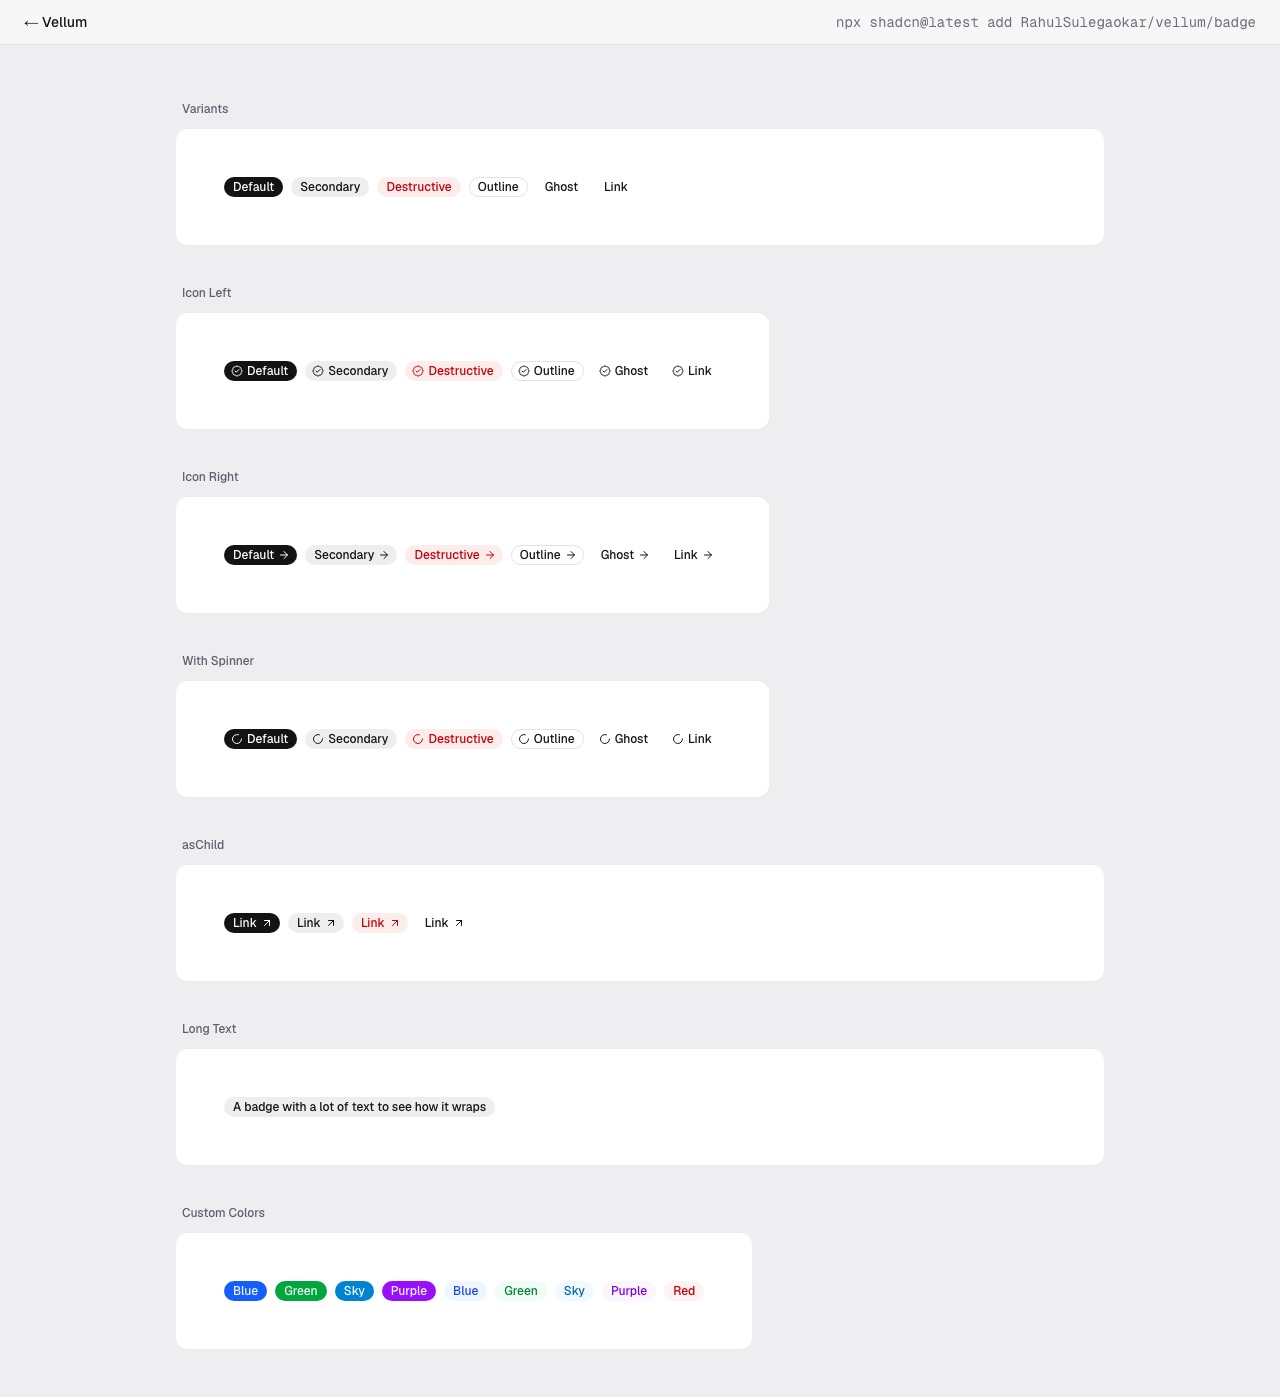 ← Vellum
npx shadcn@latest add RahulSulegaokar/vellum/badge
Variants
Default Secondary Destructive Outline Ghost Link
Icon Left
Default Secondary Destructive Outline Ghost Link
Icon Right
Default → Secondary → Destructive → Outline → Ghost → Link →
With Spinner
Default Secondary Destructive Outline Ghost Link
asChild
Link ↗ Link ↗ Link ↗ Link ↗
Long Text
A badge with a lot of text to see how it wraps
Custom Colors
Blue Green Sky Purple Blue Green Sky Purple Red